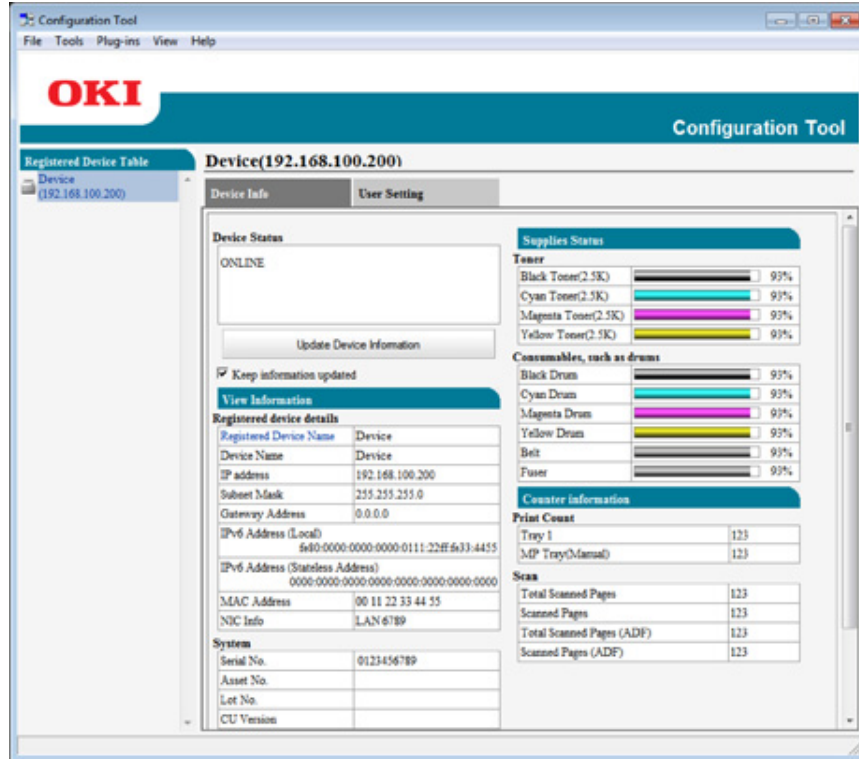 Configuration Tool
File Tools Plug-ins View Help
OKI
Configuration Tool
Registered Device Table
Device
(192.168.100.200)
Device(192.168.100.200)
Device Info
User Setting
Device Status
ONLINE
Update Device Information
Keep information updated
View Information
Registered device details
Registered Device Name Device
Device Name Device
IP address 192.168.100.200
Subnet Mask 255.255.255.0
Gateway Address 0.0.0.0
IPv6 Address (Local)
fe80:0000:0000:0000:0111:22ff:fe33:4455
IPv6 Address (Stateless Address)
0000:0000:0000:0000:0000:0000:0000:0000
MAC Address 00 11 22 33 44 55
NIC Info LAN 6789
System
Serial No. 0123456789
Asset No.
Lot No.
CU Version
Supplies Status
Toner
Black Toner(2.5K) 93%
Cyan Toner(2.5K) 93%
Magenta Toner(2.5K) 93%
Yellow Toner(2.5K) 93%
Consumables, such as drums
Black Drum 93%
Cyan Drum 93%
Magenta Drum 93%
Yellow Drum 93%
Belt 93%
Fuser 93%
Counter information
Print Count
Tray 1 123
MP Tray(Manual) 123
Scan
Total Scanned Pages 123
Scanned Pages 123
Total Scanned Pages (ADF) 123
Scanned Pages (ADF) 123